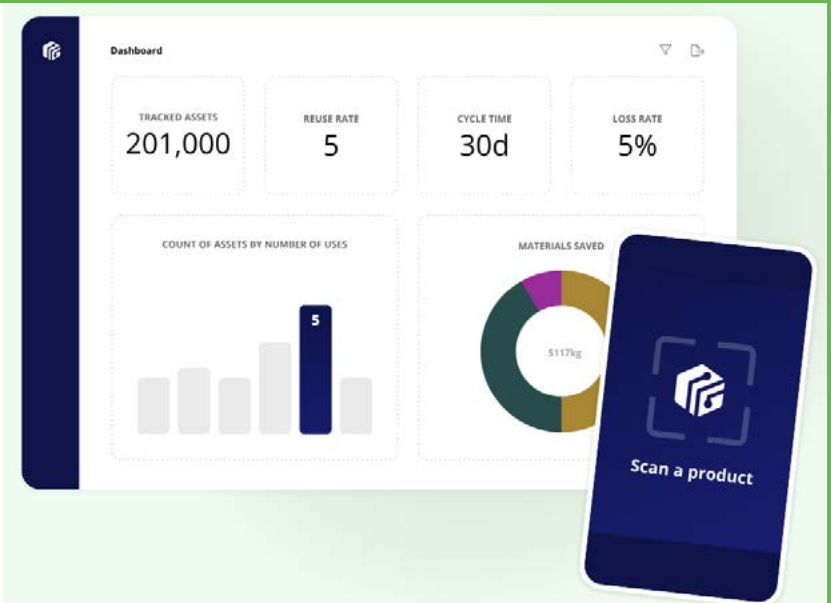 Dashboard
TRACKED ASSETS
201,000
REUSE RATE
5
CYCLE TIME
30d
LOSS RATE
5%
COUNT OF ASSETS BY NUMBER OF USES
5
MATERIALS SAVED
5117kg
Scan a product